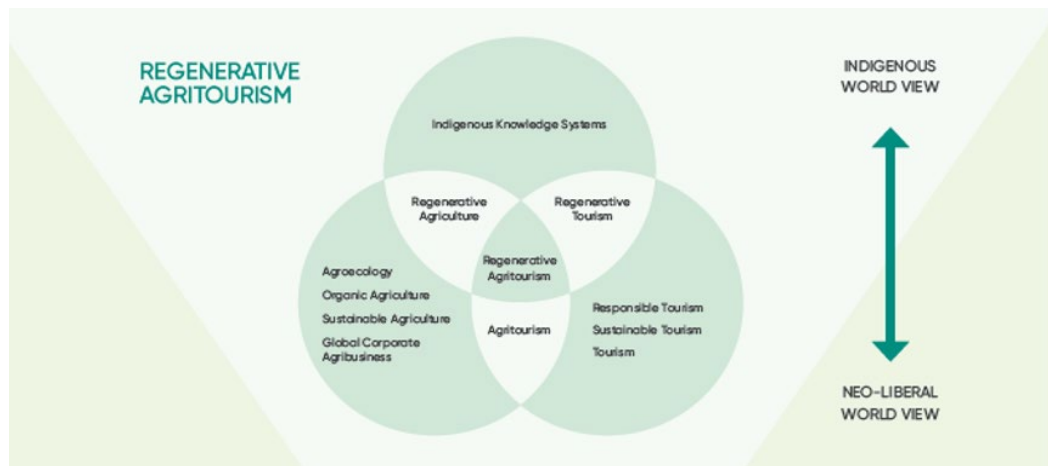 REGENERATIVE
AGRITOURISM
INDIGENOUS
WORLD VIEW
Indigenous Knowledge Systems
Regenerative
Agriculture
Regenerative
Tourism
Regenerative
Agritourism
Agroecology
Organic Agriculture
Sustainable Agriculture
Global Corporate
Agribusiness
Agritourism
Responsible Tourism
Sustainable Tourism
Tourism
NEO-LIBERAL
WORLD VIEW